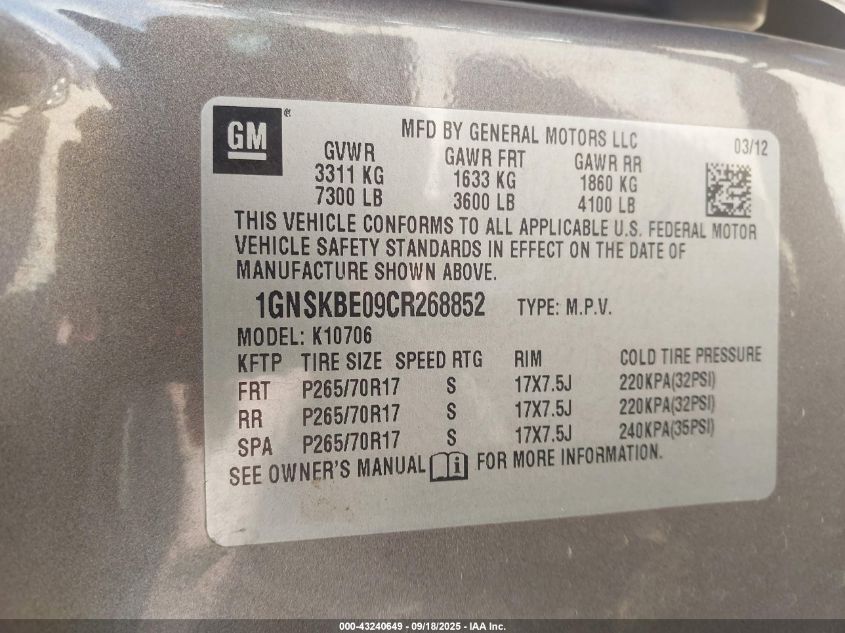 GM ®
MFD BY GENERAL MOTORS LLC 03/12
GVWR GAWR FRT GAWR RR
3311 KG 1633 KG 1860 KG
7300 LB 3600 LB 4100 LB
THIS VEHICLE CONFORMS TO ALL APPLICABLE U.S. FEDERAL MOTOR
VEHICLE SAFETY STANDARDS IN EFFECT ON THE DATE OF
MANUFACTURE SHOWN ABOVE.
1GNSKBE09CR268852 TYPE: M.P.V.
MODEL: K10706
KFTP TIRE SIZE SPEED RTG RIM COLD TIRE PRESSURE
FRT P265/70R17 S 17X7.5J 220KPA(32PSI)
RR P265/70R17 S 17X7.5J 220KPA(32PSI)
SPA P265/70R17 S 17X7.5J 240KPA(35PSI)
SEE OWNER'S MANUAL i FOR MORE INFORMATION.
000-43240649 - 09/18/2025 - IAA Inc.